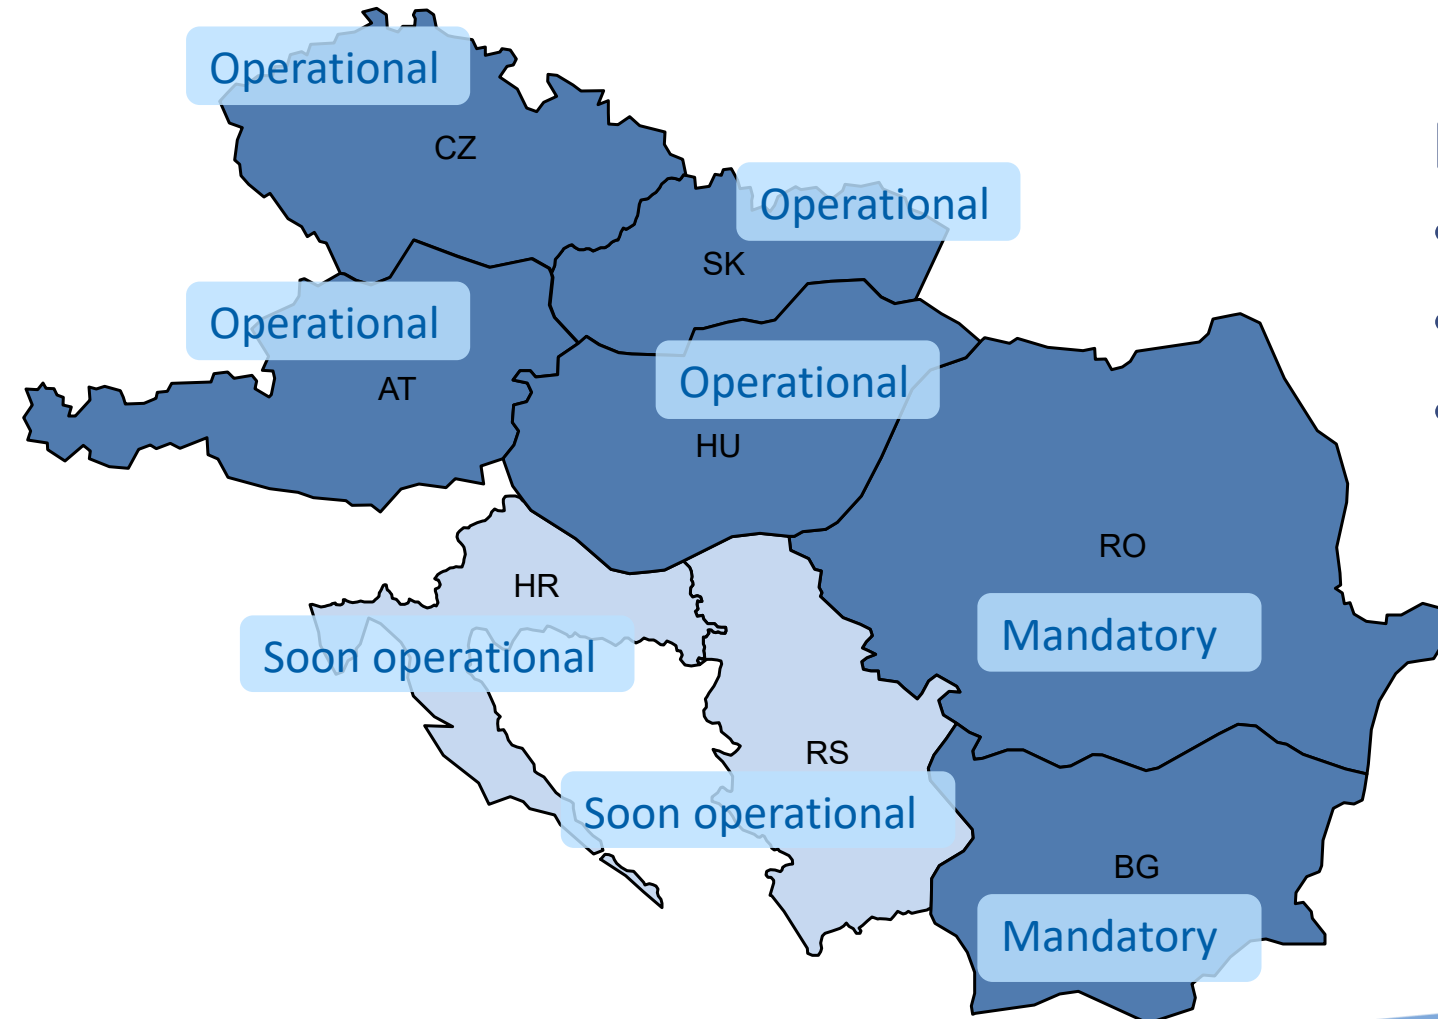 Operational
CZ
Operational
SK
Operational
AT
Operational
HU
RO
HR
Mandatory
Soon operational
RS
Soon operational
BG
Mandatory